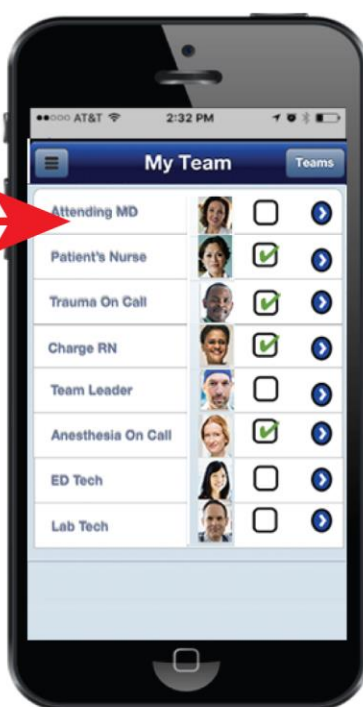 AT&T 2:32 PM
My Team Teams
Attending MD
Patient's Nurse
Trauma On Call
Charge RN
Team Leader
Anesthesia On Call
ED Tech
Lab Tech